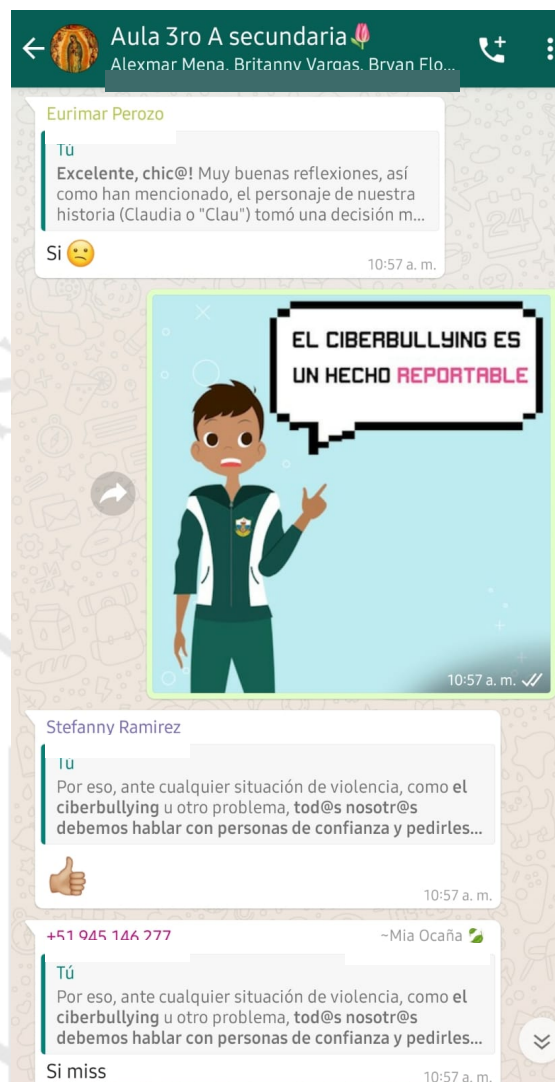 Aula 3ro A secundaria🌷
Alexmar Mena, Britanny Vargas, Bryan Flo...
Eurimar Perozo
Tú
Excelente, chic@! Muy buenas reflexiones, así
como han mencionado, el personaje de nuestra
historia (Claudia o "Clau") tomó una decisión m...
Si 🙁
10:57 a. m.
EL CIBERBULLYING ES
UN HECHO REPORTABLE
10:57 a. m.
Stefanny Ramirez
Tú
Por eso, ante cualquier situación de violencia, como el
ciberbullying u otro problema, tod@s nosotr@s
debemos hablar con personas de confianza y pedirles...
👍🏼
10:57 a. m.
+51 945 146 277 ~Mia Ocaña
Tú
Por eso, ante cualquier situación de violencia, como el
ciberbullying u otro problema, tod@s nosotr@s
debemos hablar con personas de confianza y pedirles...
Si miss
10:57 a. m.